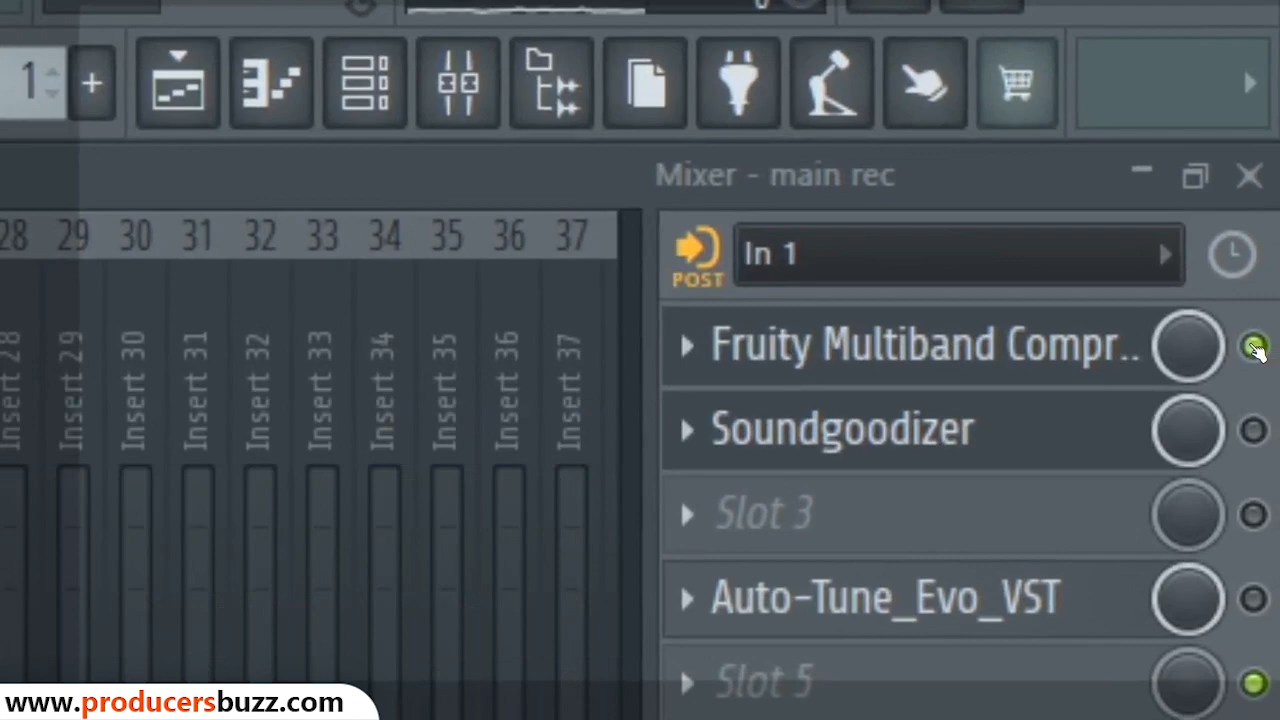 1 +
Mixer - main rec
28 29 30 31 32 33 34 35 36 37
POST In 1
Insert 28
Insert 29
Insert 30
Insert 31
Insert 32
Insert 33
Insert 34
Insert 35
Insert 36
Insert 37
Fruity Multiband Compr..
Soundgoodizer
Slot 3
Auto-Tune_Evo_VST
Slot 5
www.producersbuzz.com